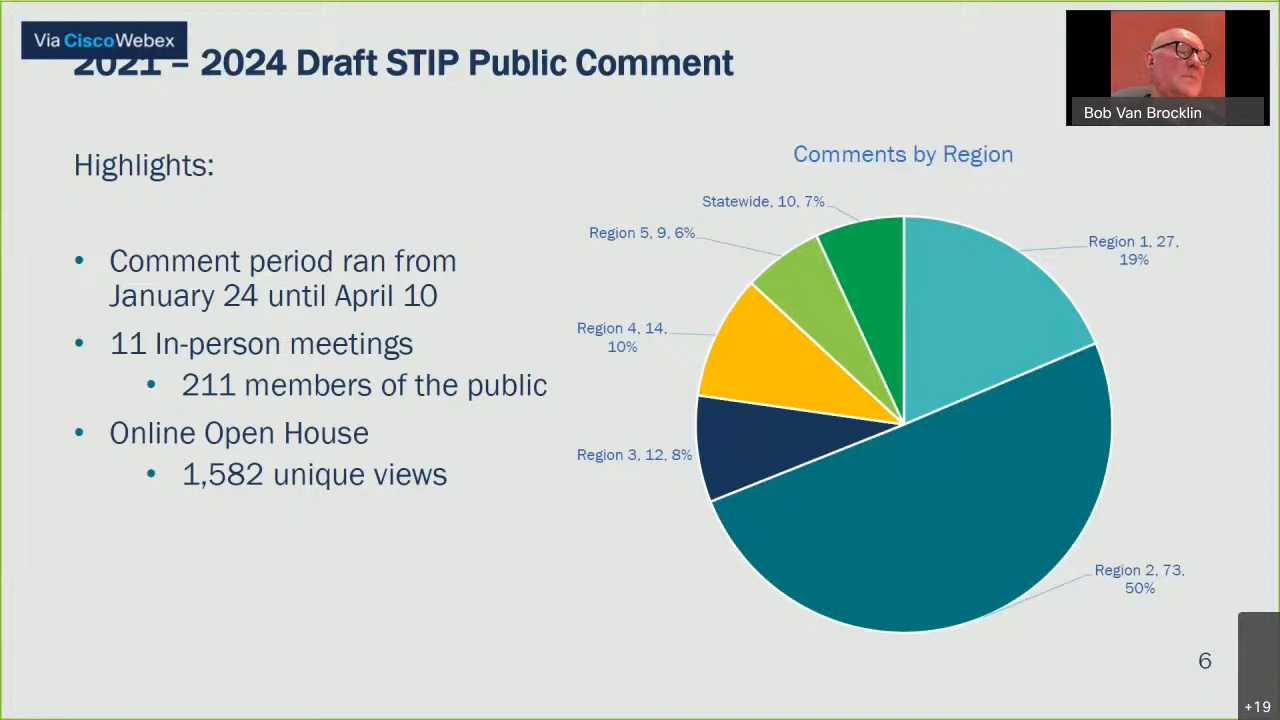 Via CiscoWebex
2021 – 2024 Draft STIP Public Comment
Bob Van Brocklin
Highlights:
• Comment period ran from
January 24 until April 10
• 11 In-person meetings
• 211 members of the public
• Online Open House
• 1,582 unique views
Comments by Region
Statewide, 10, 7%
Region 5, 9, 6%
Region 1, 27,
19%
Region 4, 14,
10%
Region 3, 12, 8%
Region 2, 73,
50%
6
+19